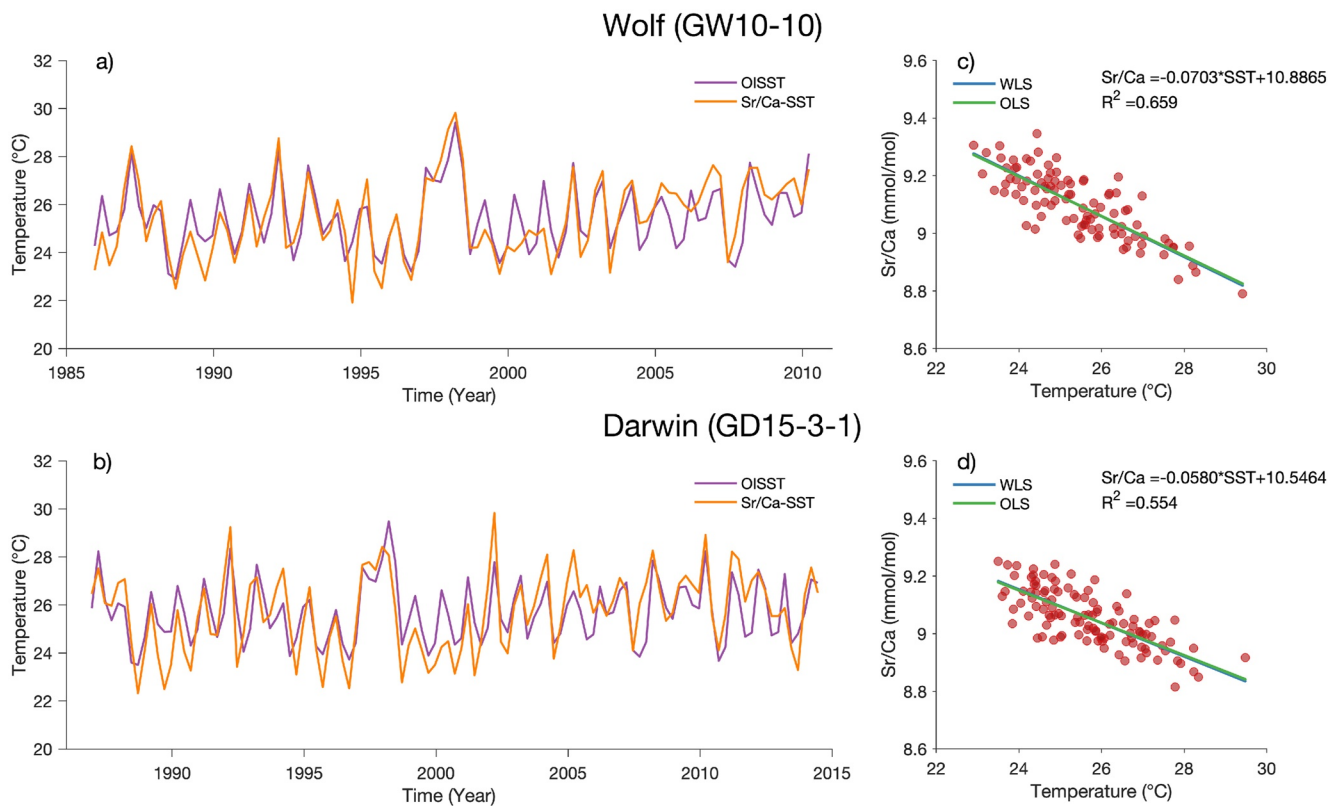 Wolf (GW10-10)
a)
OISST
Sr/Ca-SST
32
30
28
26
24
22
20
Temperature (°C)
1985
1990
1995
2000
2005
2010
Time (Year)
c)
WLS
OLS
Sr/Ca =-0.0703*SST+10.8865
R² =0.659
9.6
9.4
9.2
9
8.8
8.6
Sr/Ca (mmol/mol)
22
24
26
28
30
Temperature (°C)
Darwin (GD15-3-1)
b)
OISST
Sr/Ca-SST
32
30
28
26
24
22
20
Temperature (°C)
1990
1995
2000
2005
2010
2015
Time (Year)
d)
WLS
OLS
Sr/Ca =-0.0580*SST+10.5464
R² =0.554
9.6
9.4
9.2
9
8.8
8.6
Sr/Ca (mmol/mol)
22
24
26
28
30
Temperature (°C)